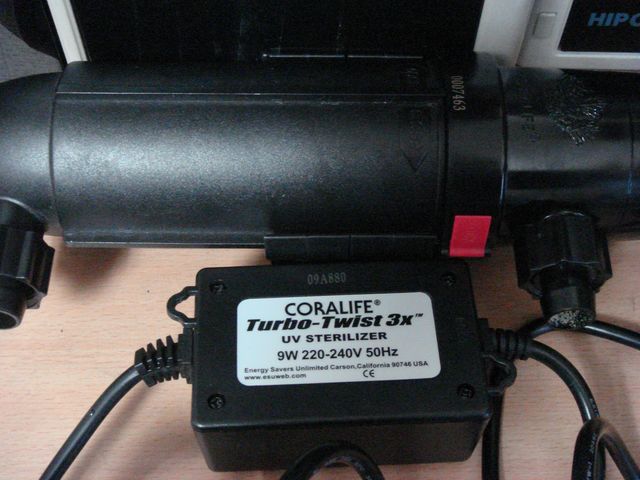 HIPO
0007463
09A880
CORALIFE®
Turbo-Twist 3x™
UV STERILIZER
9W 220-240V 50Hz
Energy Savers Unlimited Carson,California 90746 USA
www.esuweb.com CE